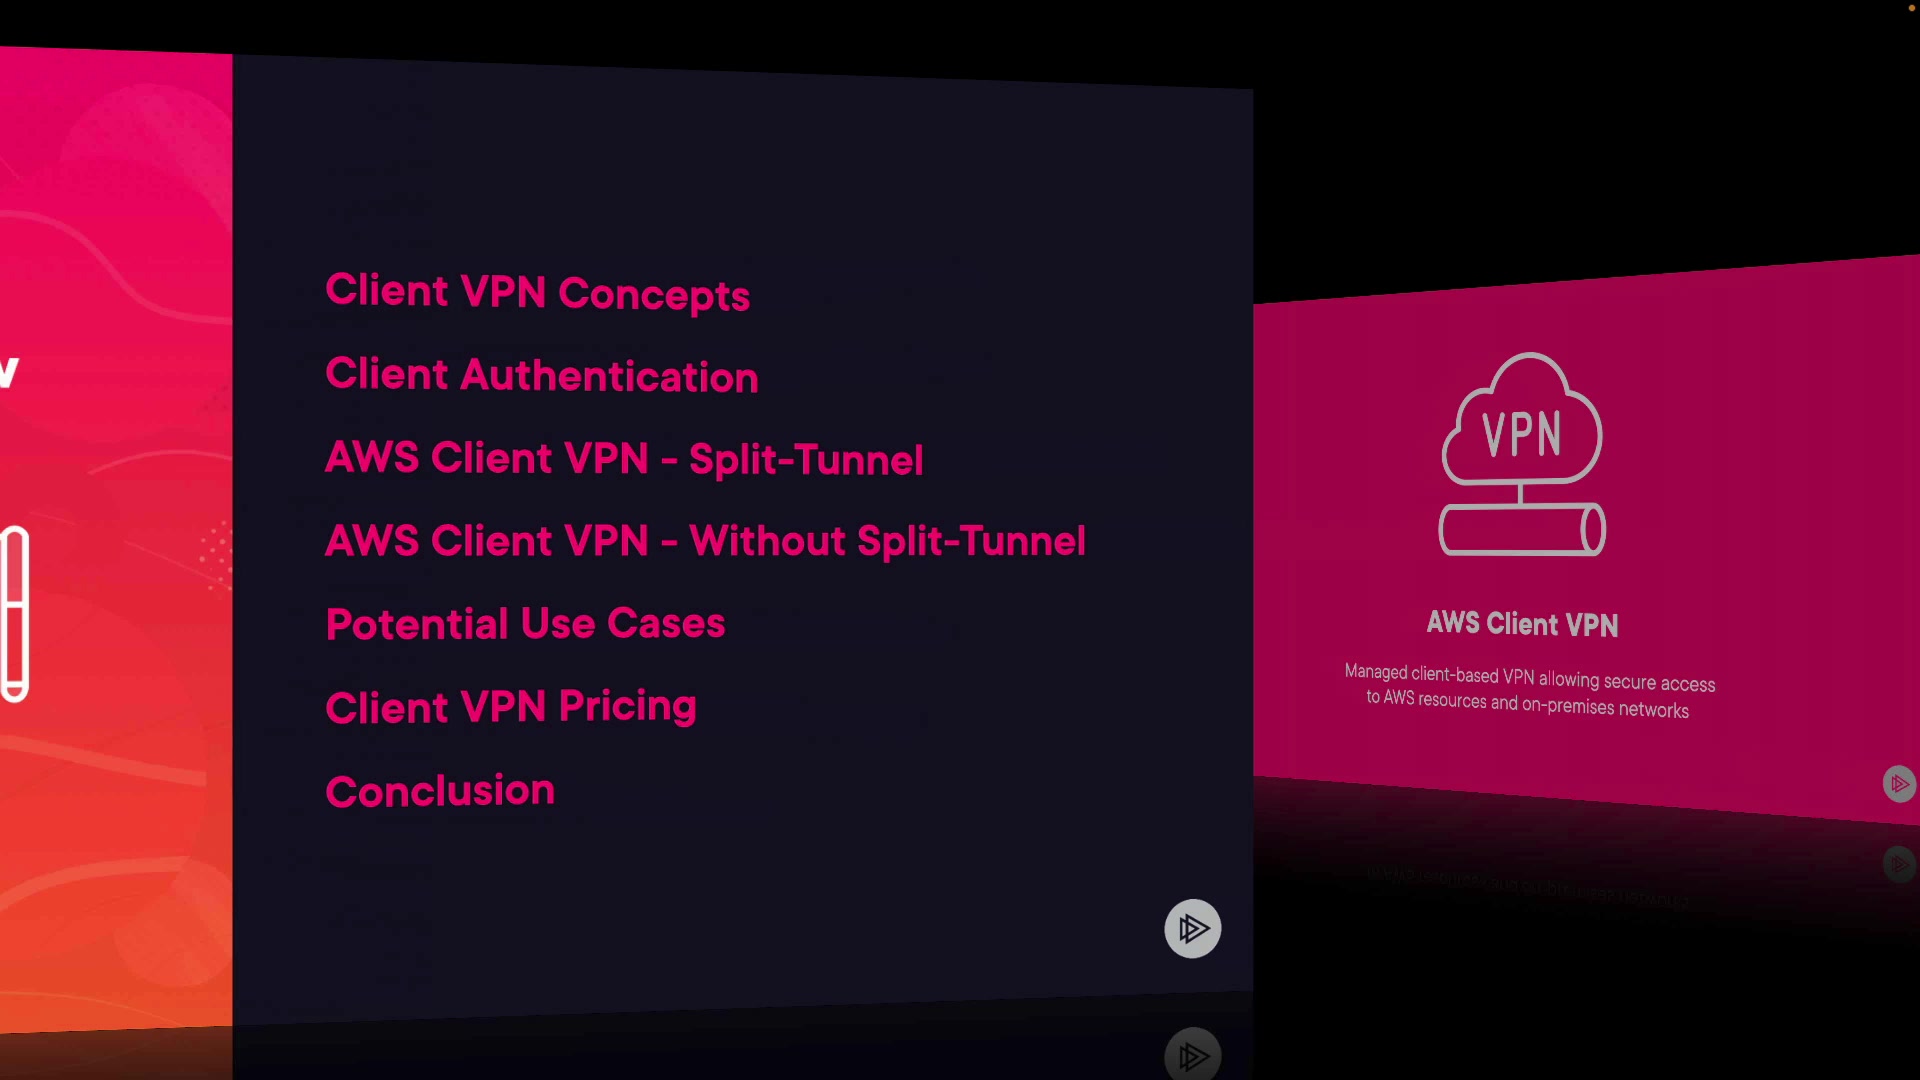 Client VPN Concepts
Client Authentication
AWS Client VPN - Split-Tunnel
AWS Client VPN - Without Split-Tunnel
Potential Use Cases
Client VPN Pricing
Conclusion
VPN
AWS Client VPN
Managed client-based VPN allowing secure access
to AWS resources and on-premises networks